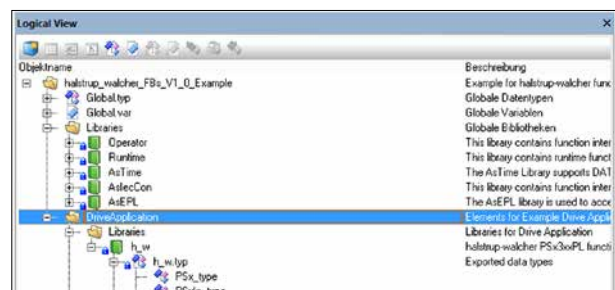 Logical View
Objektname Beschreibung
halstrup_walcher_FBs_V1_0_Example Example for halstrup-walcher func
Global.typ Globale Datentypen
Global.var Globale Variablen
Libraries Globale Bibliotheken
Operator This library contains function inter
Runtime This library contains runtime funct
AsTime The AsTime Library supports DAT
AsIecCon This library contains function inter
AsEPL The AsEPL library is used to acce
DriveApplication Elements for Example Drive Appli
Libraries Libraries for Drive Application
h_w halstrup-walcher PSx3xxPL functi
h_w.typ Exported data types
PSx_type